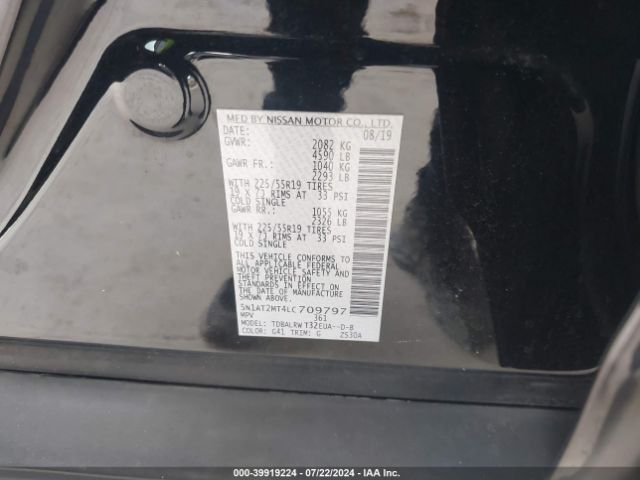 MFD BY NISSAN MOTOR CO., LTD.
DATE: 08/19
GVWR: 2082 KG
4590 LB
GAWR FR.: 1040 KG
2293 LB
WITH 225/55R19 TIRES
19 X 7J RIMS AT 33 PSI
COLD SINGLE
GAWR RR.: 1055 KG
2326 LB
WITH 225/55R19 TIRES
19 X 7J RIMS AT 33 PSI
COLD SINGLE
THIS VEHICLE CONFORMS TO
ALL APPLICABLE FEDERAL
MOTOR VEHICLE SAFETY AND
THEFT PREVENTION
STANDARDS IN EFFECT ON
THE DATE OF MANUFACTURE
SHOWN ABOVE.
5N1AT2MT4LC709797
MPV 361
MODEL: TDBALRWT32EUA--D-B
COLOR: G41 TRIM: G 2530A
000-39919224 - 07/22/2024 - IAA Holdings, LLC.